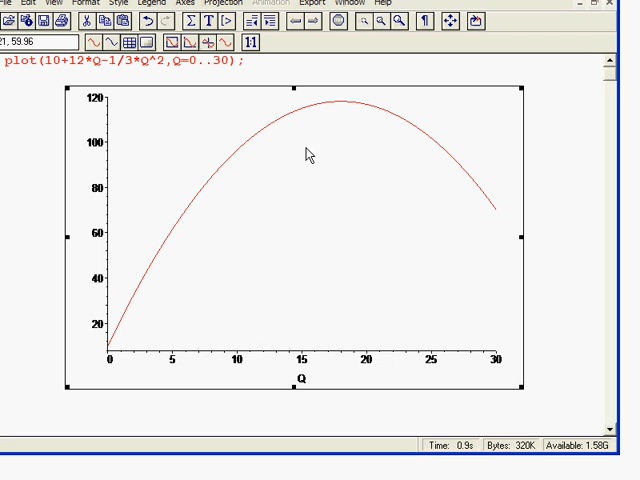 File Edit View Format Style Legend Axes Projection Animation Export Window Help
Σ T [>
21, 59.96
1:1
plot(10+12*Q-1/3*Q^2,Q=0..30);
120
100
80
60
40
20
0 5 10 15 20 25 30
Q
Time: 0.9s Bytes: 320K Available: 1.58G